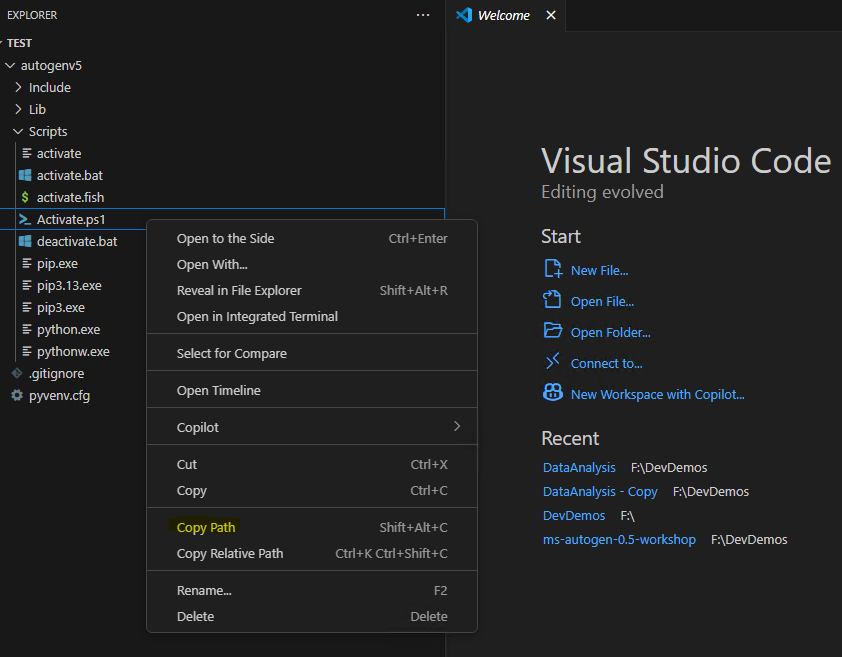 EXPLORER
...
TEST
autogenv5
Include
Lib
Scripts
activate
activate.bat
$ activate.fish
Activate.ps1
deactivate.bat
pip.exe
pip3.13.exe
pip3.exe
python.exe
pythonw.exe
.gitignore
pyvenv.cfg
Open to the Side Ctrl+Enter
Open With...
Reveal in File Explorer Shift+Alt+R
Open in Integrated Terminal
Select for Compare
Open Timeline
Copilot
Cut Ctrl+X
Copy Ctrl+C
Copy Path Shift+Alt+C
Copy Relative Path Ctrl+K Ctrl+Shift+C
Rename... F2
Delete Delete
Welcome
Visual Studio Code
Editing evolved
Start
New File...
Open File...
Open Folder...
Connect to...
New Workspace with Copilot...
Recent
DataAnalysis F:\DevDemos
DataAnalysis - Copy F:\DevDemos
DevDemos F:\
ms-autogen-0.5-workshop F:\DevDemos